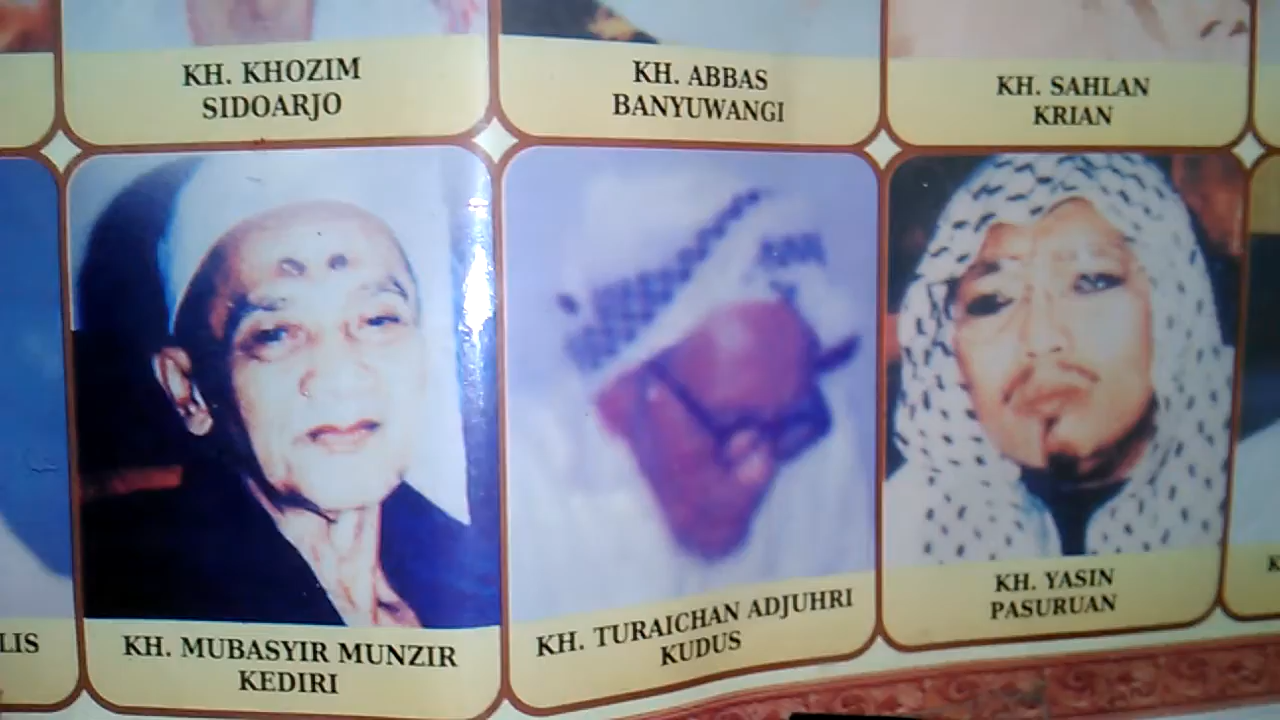 KH. KHOZIM
SIDOARJO
KH. ABBAS
BANYUWANGI
KH. SAHLAN
KRIAN
LIS
KH. MUBASYIR MUNZIR
KEDIRI
KH. TURAICHAN ADJUHRI
KUDUS
KH. YASIN
PASURUAN
K